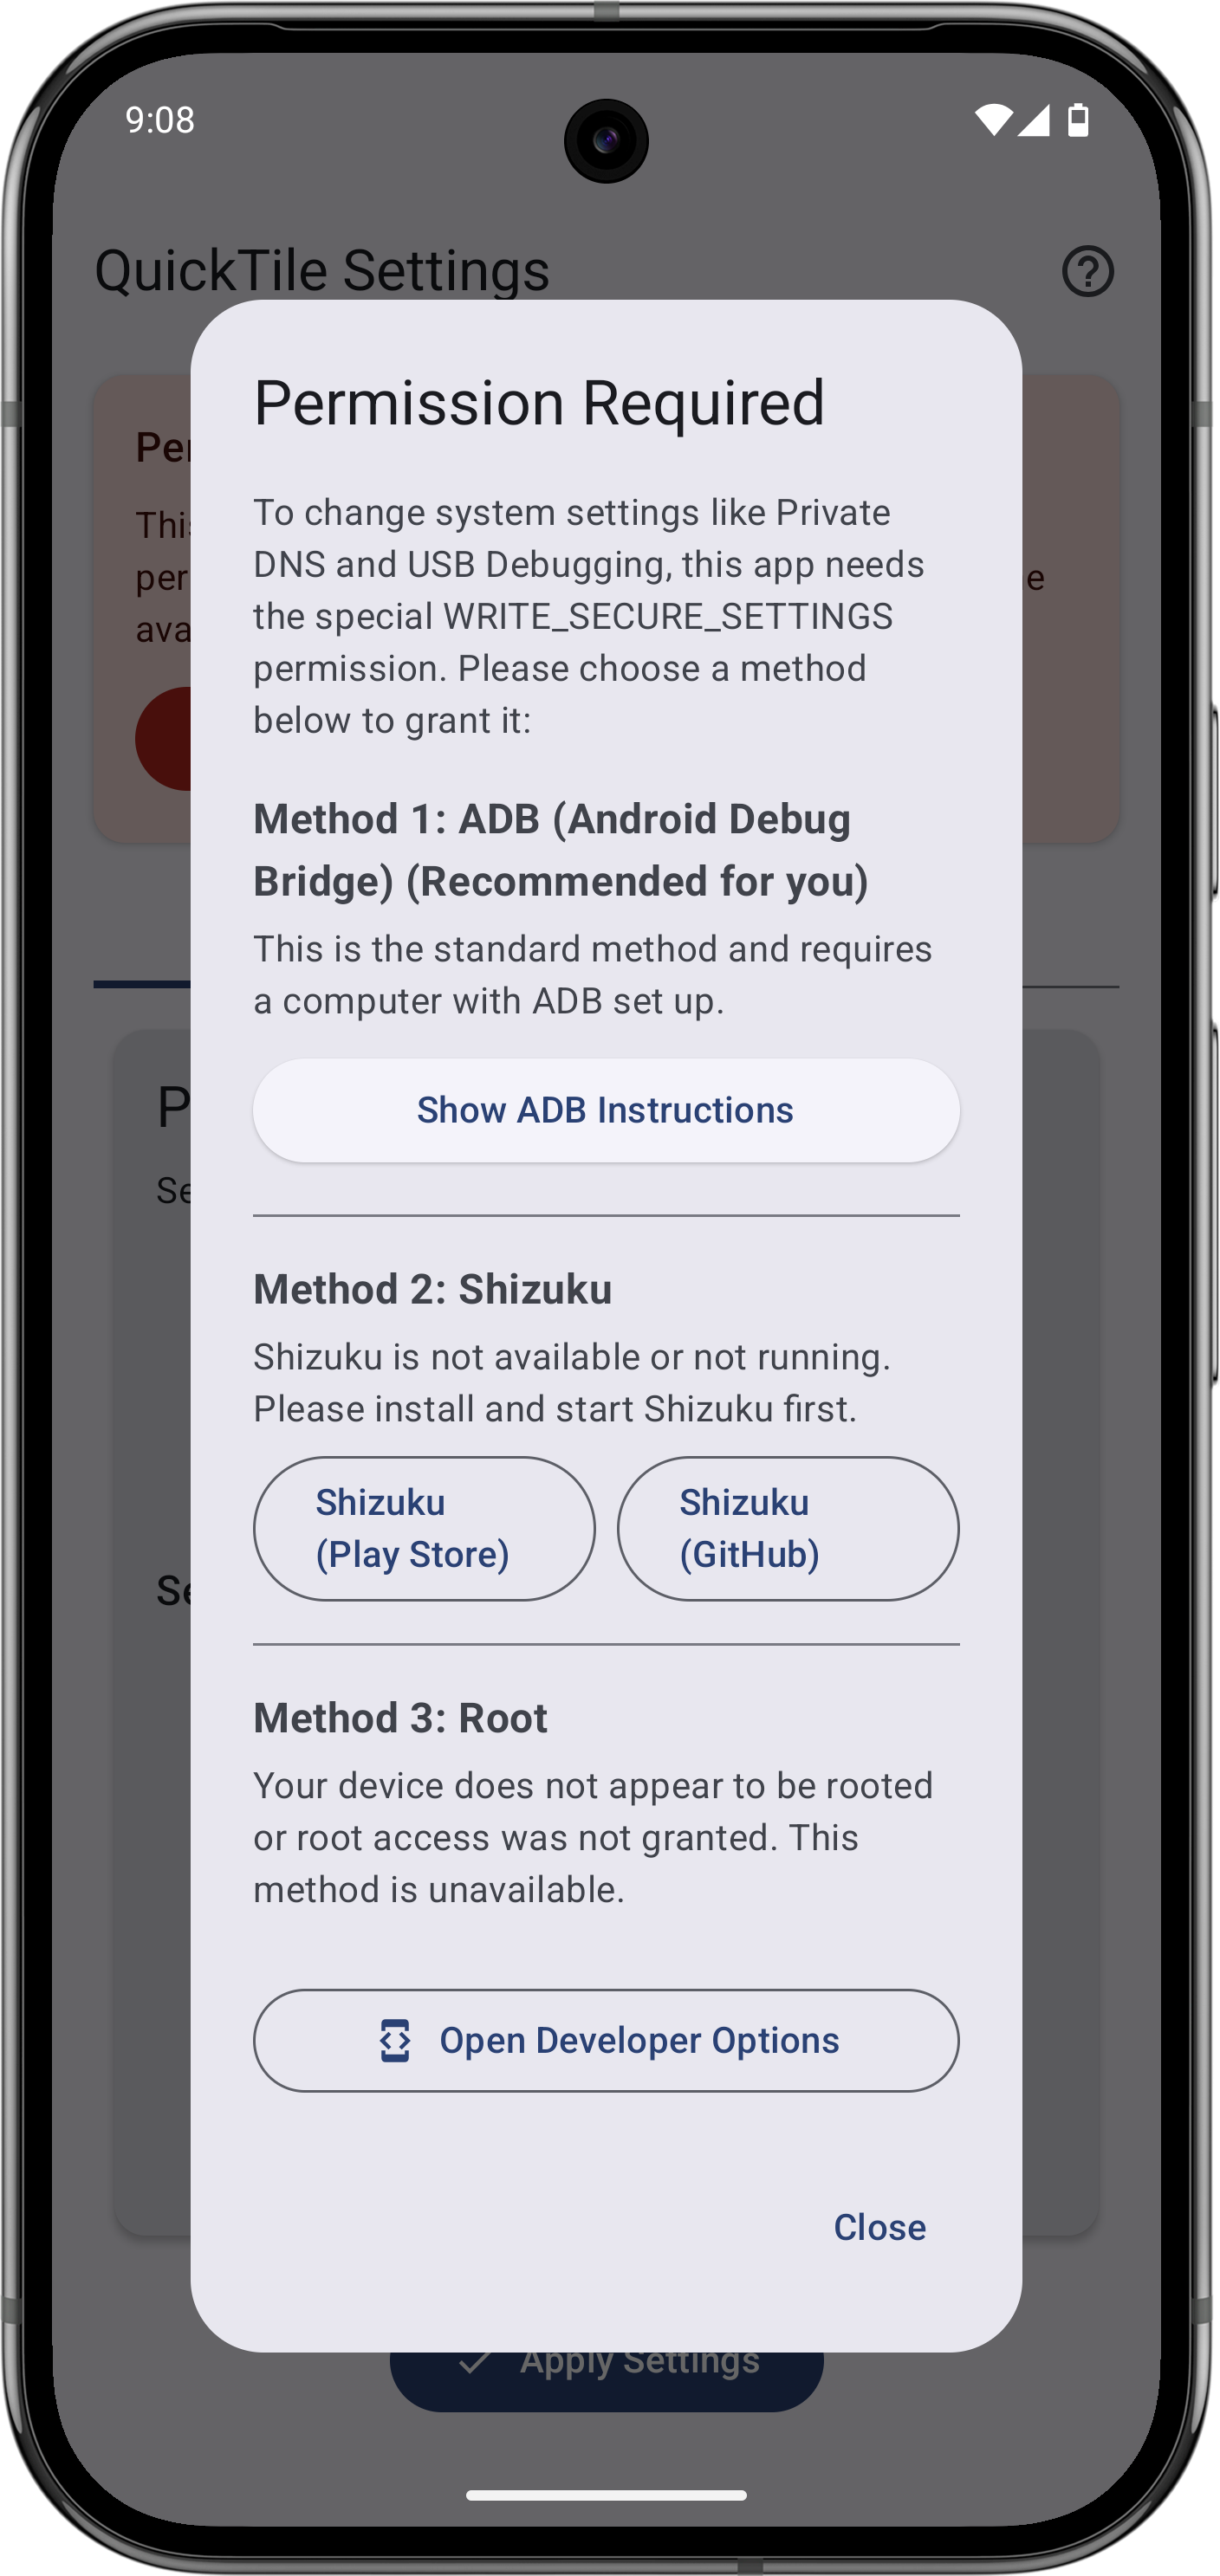 9:08
QuickTile Settings
Permission Required
To change system settings like Private
DNS and USB Debugging, this app needs
the special WRITE_SECURE_SETTINGS
permission. Please choose a method
below to grant it:
Method 1: ADB (Android Debug
Bridge) (Recommended for you)
This is the standard method and requires
a computer with ADB set up.
Show ADB Instructions
Method 2: Shizuku
Shizuku is not available or not running.
Please install and start Shizuku first.
Shizuku
(Play Store)
Shizuku
(GitHub)
Method 3: Root
Your device does not appear to be rooted
or root access was not granted. This
method is unavailable.
Open Developer Options
Close
Apply Settings